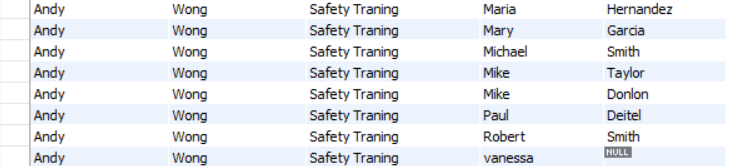 Andy Wong Safety Traning Maria Hernandez
Andy Wong Safety Traning Mary Garcia
Andy Wong Safety Traning Michael Smith
Andy Wong Safety Traning Mike Taylor
Andy Wong Safety Traning Mike Donlon
Andy Wong Safety Traning Paul Deitel
Andy Wong Safety Traning Robert Smith
Andy Wong Safety Traning vanessa NULL